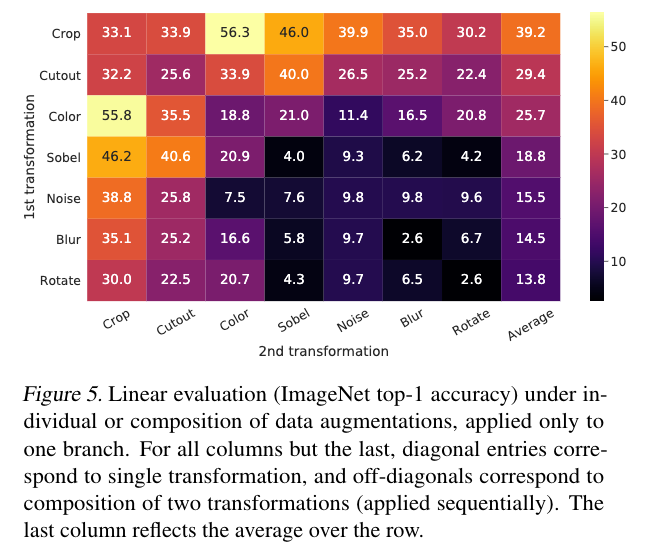 Crop 33.1 33.9 56.3 46.0 39.9 35.0 30.2 39.2
Cutout 32.2 25.6 33.9 40.0 26.5 25.2 22.4 29.4
Color 55.8 35.5 18.8 21.0 11.4 16.5 20.8 25.7
Sobel 46.2 40.6 20.9 4.0 9.3 6.2 4.2 18.8
Noise 38.8 25.8 7.5 7.6 9.8 9.8 9.6 15.5
Blur 35.1 25.2 16.6 5.8 9.7 2.6 6.7 14.5
Rotate 30.0 22.5 20.7 4.3 9.7 6.5 2.6 13.8
1st transformation
Crop Cutout Color Sobel Noise Blur Rotate Average
2nd transformation
50
40
30
20
10
Figure 5. Linear evaluation (ImageNet top-1 accuracy) under in-
dividual or composition of data augmentations, applied only to
one branch. For all columns but the last, diagonal entries corre-
spond to single transformation, and off-diagonals correspond to
composition of two transformations (applied sequentially). The
last column reflects the average over the row.